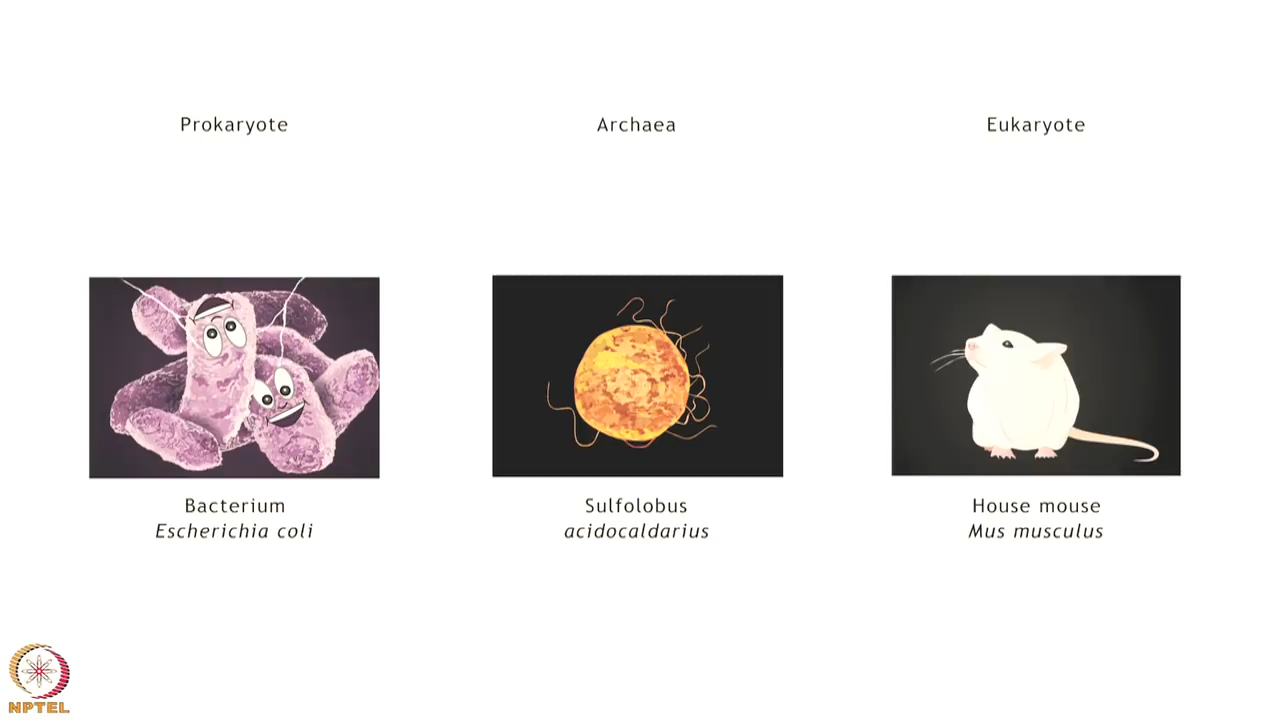 Prokaryote
Archaea
Eukaryote
Bacterium
Escherichia coli
Sulfolobus
acidocaldarius
House mouse
Mus musculus
NPTEL